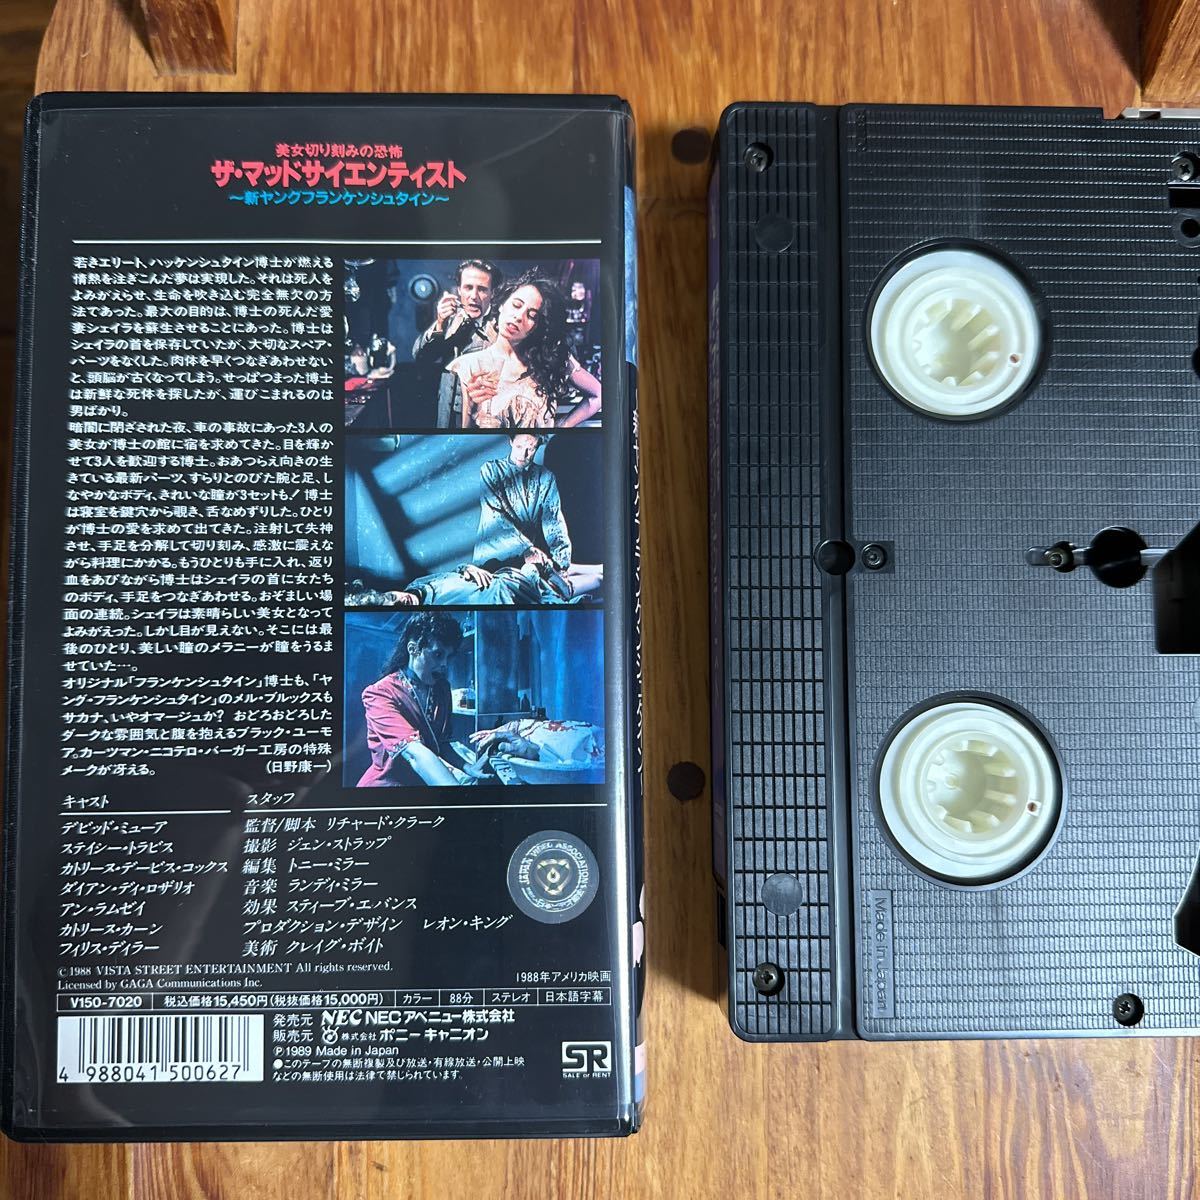 美女切り刻みの恐怖
ザ・マッドサイエンティスト
〜新ヤングフランケンシュタイン〜
若きエリート、ハッケンシュタイン博士が燃える
情熱を注ぎこんだ夢は実現した。それは死人を
よみがえらせ、生命を吹き込む完全無欠の方
法であった。最大の目的は、博士の死んだ愛
妻シェイラを蘇生させることにあった。博士は
シェイラの首を保存していたが、大切なスペア・
パーツをなくした。肉体を早くつなぎあわせない
と、頭脳が古くなってしまう。せっぱつまった博士
は新鮮な死体を探したが、運びこまれるのは
男ばかり。
暗闇に閉ざされた夜、車の事故にあった3人の
美女が博士の館に宿を求めてきた。目を輝か
せて3人を歓迎する博士。おあつらえ向きの生
きている最新パーツ、すらりとのびた腕と足、し
なやかなボディ、きれいな瞳が3セットも！博士
は寝室を鍵穴から覗き、舌なめずりした。ひとり
が博士の愛を求めて出てきた。注射して失神
させ、手足を分解して切り刻み、感激に震えな
がら料理にかかる。もうひとりも手に入れ、返り
血をあびながら博士はシェイラの首に女たち
のボディ、手足をつなぎあわせる。おぞましい場
面の連続。シェイラは素晴らしい美女となって
よみがえった。しかし目が見えない。そこには最
後のひとり、美しい瞳のメラニーが瞳をうるま
せていた…。
オリジナル「フランケンシュタイン」博士も、「ヤ
ング・フランケンシュタイン」のメル・ブルックスも
サカナ、いやオマージュか？ おどろおどろした
ダークな雰囲気と腹を抱えるブラック・ユーモ
ア。カーツマン・ニコテロ・バーガー工房の特殊
メークが冴える。 (日野康一)
キャスト
デビッド・ミューア
ステイシー・トラビス
カトリーヌ・デービス・コックス
ダイアン・ディ・ロザリオ
アン・ラムゼイ
カトリーヌ・カーン
フィリス・ディラー
スタッフ
監督/脚本 リチャード・クラーク
撮影 ジェン・ストラップ
編集 トニー・ミラー
音楽 ランディ・ミラー
効果 スティーブ・エバンス
プロダクション・デザイン レオン・キング
美術 クレイグ・ボイト
JAPAN VIDEO ASSOCIATION
©1988 VISTA STREET ENTERTAINMENT All rights reserved.
Licensed by GAGA Communications Inc.
1988年アメリカ映画
V150-7020 税込価格15,450円(税抜価格15,000円) カラー 88分 ステレオ 日本語字幕
4 988041 500627
発売元 NEC NECアベニュー株式会社
販売元 株式会社 ポニーキャニオン
Ⓟ1989 Made in Japan
●このテープの無断複製及び放送・有線放送・公開上映
などの無断使用は法律で禁じられています。
SR
SALE or RENT
Made in Japan